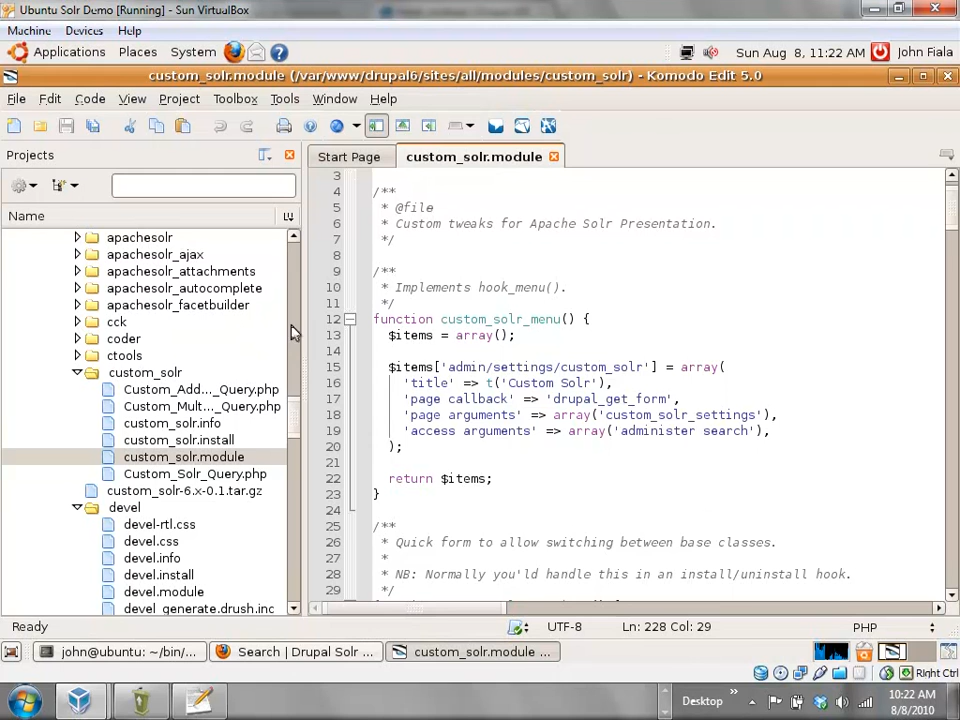 Ubuntu Solr Demo [Running] - Sun VirtualBox
Machine Devices Help
Applications Places System Sun Aug 8, 11:22 AM John Fiala
custom_solr.module (/var/www/drupal6/sites/all/modules/custom_solr) - Komodo Edit 5.0
File Edit Code View Project Toolbox Tools Window Help
Projects
Start Page custom_solr.module
Name
apachesolr
apachesolr_ajax
apachesolr_attachments
apachesolr_autocomplete
apachesolr_facetbuilder
cck
coder
ctools
custom_solr
Custom_Add..._Query.php
Custom_Mult..._Query.php
custom_solr.info
custom_solr.install
custom_solr.module
Custom_Solr_Query.php
custom_solr-6.x-0.1.tar.gz
devel
devel-rtl.css
devel.css
devel.info
devel.install
devel.module
devel_generate.drush.inc
3
4 /**
5 * @file
6 * Custom tweaks for Apache Solr Presentation.
7 */
8
9 /**
10 * Implements hook_menu().
11 */
12 function custom_solr_menu() {
13 $items = array();
14
15 $items['admin/settings/custom_solr'] = array(
16 'title' => t('Custom Solr'),
17 'page callback' => 'drupal_get_form',
18 'page arguments' => array('custom_solr_settings'),
19 'access arguments' => array('administer search'),
20 );
21
22 return $items;
23 }
24
25 /**
26 * Quick form to allow switching between base classes.
27 *
28 * NB: Normally you'ld handle this in an install/uninstall hook.
29 */
Ready UTF-8 Ln: 228 Col: 29 PHP
john@ubuntu: ~/bin/... Search | Drupal Solr ... custom_solr.module ...
Right Ctrl
Desktop » 10:22 AM
8/8/2010